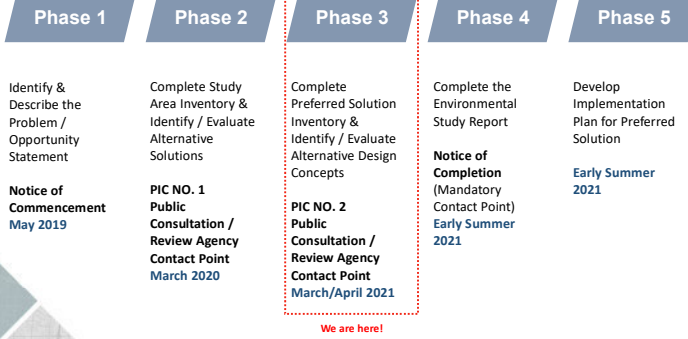 Phase 1
Identify &
Describe the
Problem /
Opportunity
Statement
Notice of
Commencement
May 2019
Phase 2
Complete Study
Area Inventory &
Identify / Evaluate
Alternative
Solutions
PIC NO. 1
Public
Consultation /
Review Agency
Contact Point
March 2020
Phase 3
Complete
Preferred Solution
Inventory &
Identify / Evaluate
Alternative Design
Concepts
PIC NO. 2
Public
Consultation /
Review Agency
Contact Point
March/April 2021
We are here!
Phase 4
Complete the
Environmental
Study Report
Notice of
Completion
(Mandatory
Contact Point)
Early Summer
2021
Phase 5
Develop
Implementation
Plan for Preferred
Solution
Early Summer
2021